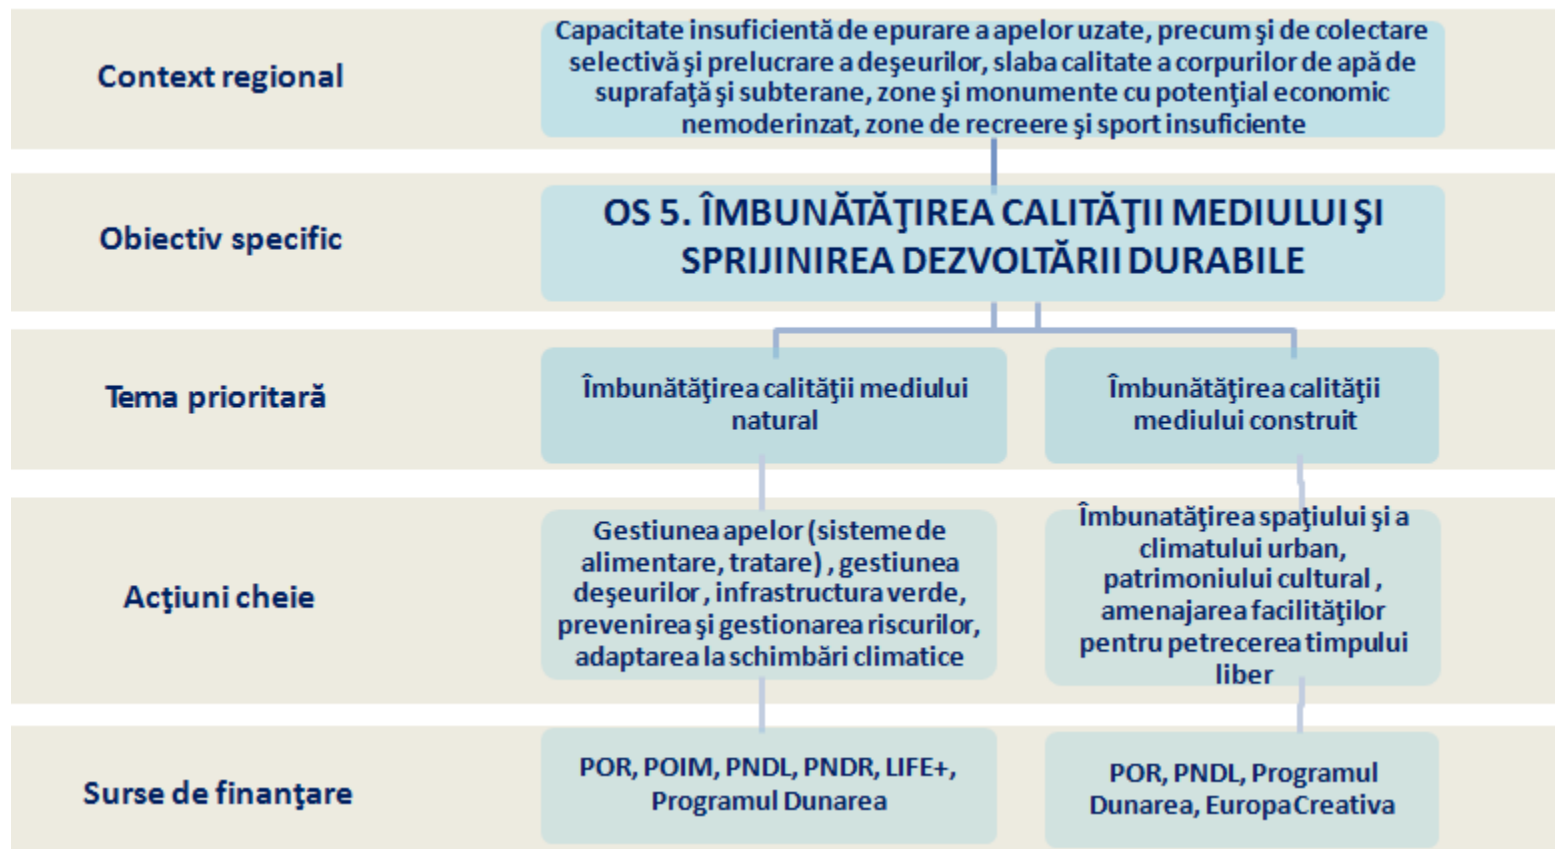 Context regional
Capacitate insuficientă de epurare a apelor uzate, precum şi de colectare
selectivă şi prelucrare a deşeurilor, slaba calitate a corpurilor de apă de
suprafaţă şi subterane, zone şi monumente cu potenţial economic
nemoderinzat, zone de recreere şi sport insuficiente
Obiectiv specific
OS 5. ÎMBUNĂTĂŢIREA CALITĂŢII MEDIULUI ŞI
SPRIJINIREA DEZVOLTĂRII DURABILE
Tema prioritară
Îmbunătăţirea calităţii mediului
natural
Îmbunătăţirea calităţii
mediului construit
Acţiuni cheie
Gestiunea apelor (sisteme de
alimentare, tratare) , gestiunea
deşeurilor , infrastructura verde,
prevenirea şi gestionarea riscurilor,
adaptarea la schimbări climatice
Îmbunatăţirea spaţiului şi a
climatului urban,
patrimoniului cultural ,
amenajarea facilităţilor
pentru petrecerea timpului
liber
Surse de finanţare
POR, POIM, PNDL, PNDR, LIFE+,
Programul Dunarea
POR, PNDL, Programul
Dunarea, Europa Creativa